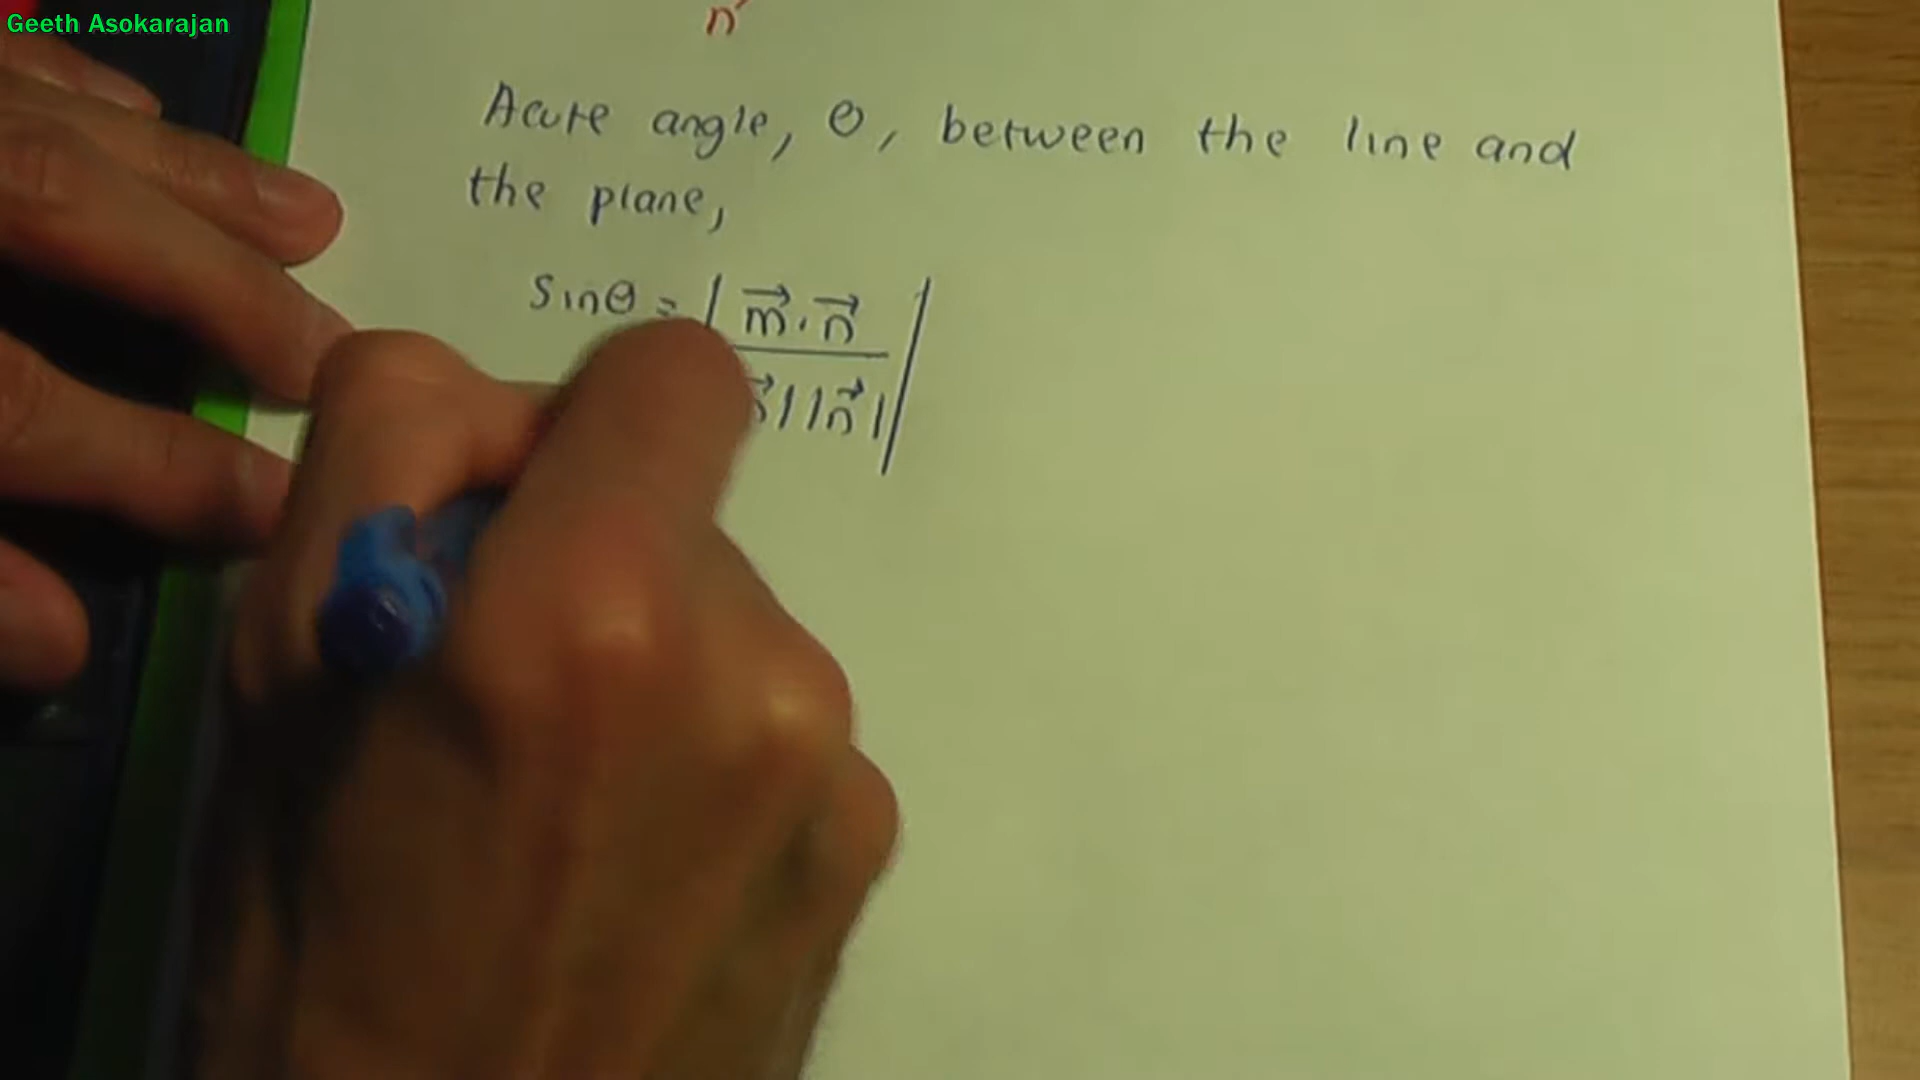 Geeth Asokarajan
n
Acute angle, θ, between the line and
the plane,
Sinθ = | m⃗ . n⃗ |
| |n⃗ |